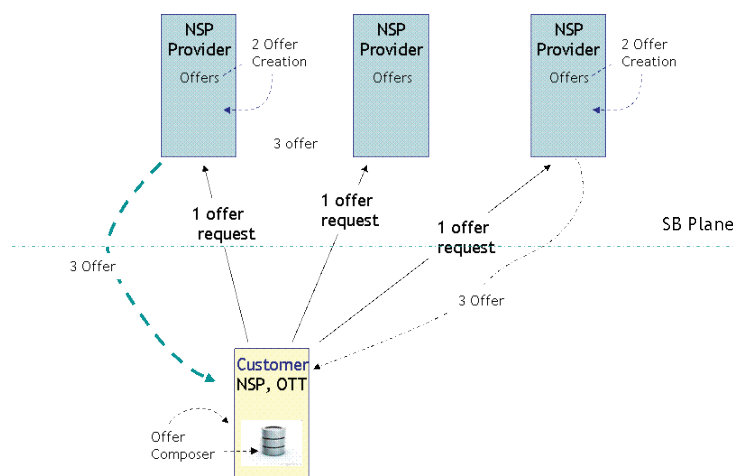 NSP
Provider
Offers
2 Offer
Creation
NSP
Provider
Offers
NSP
Provider
Offers
2 Offer
Creation
3 offer
1 offer
request
1 offer
request
1 offer
request
SB Plane
3 Offer
3 Offer
Customer
NSP, OTT
Offer
Composer